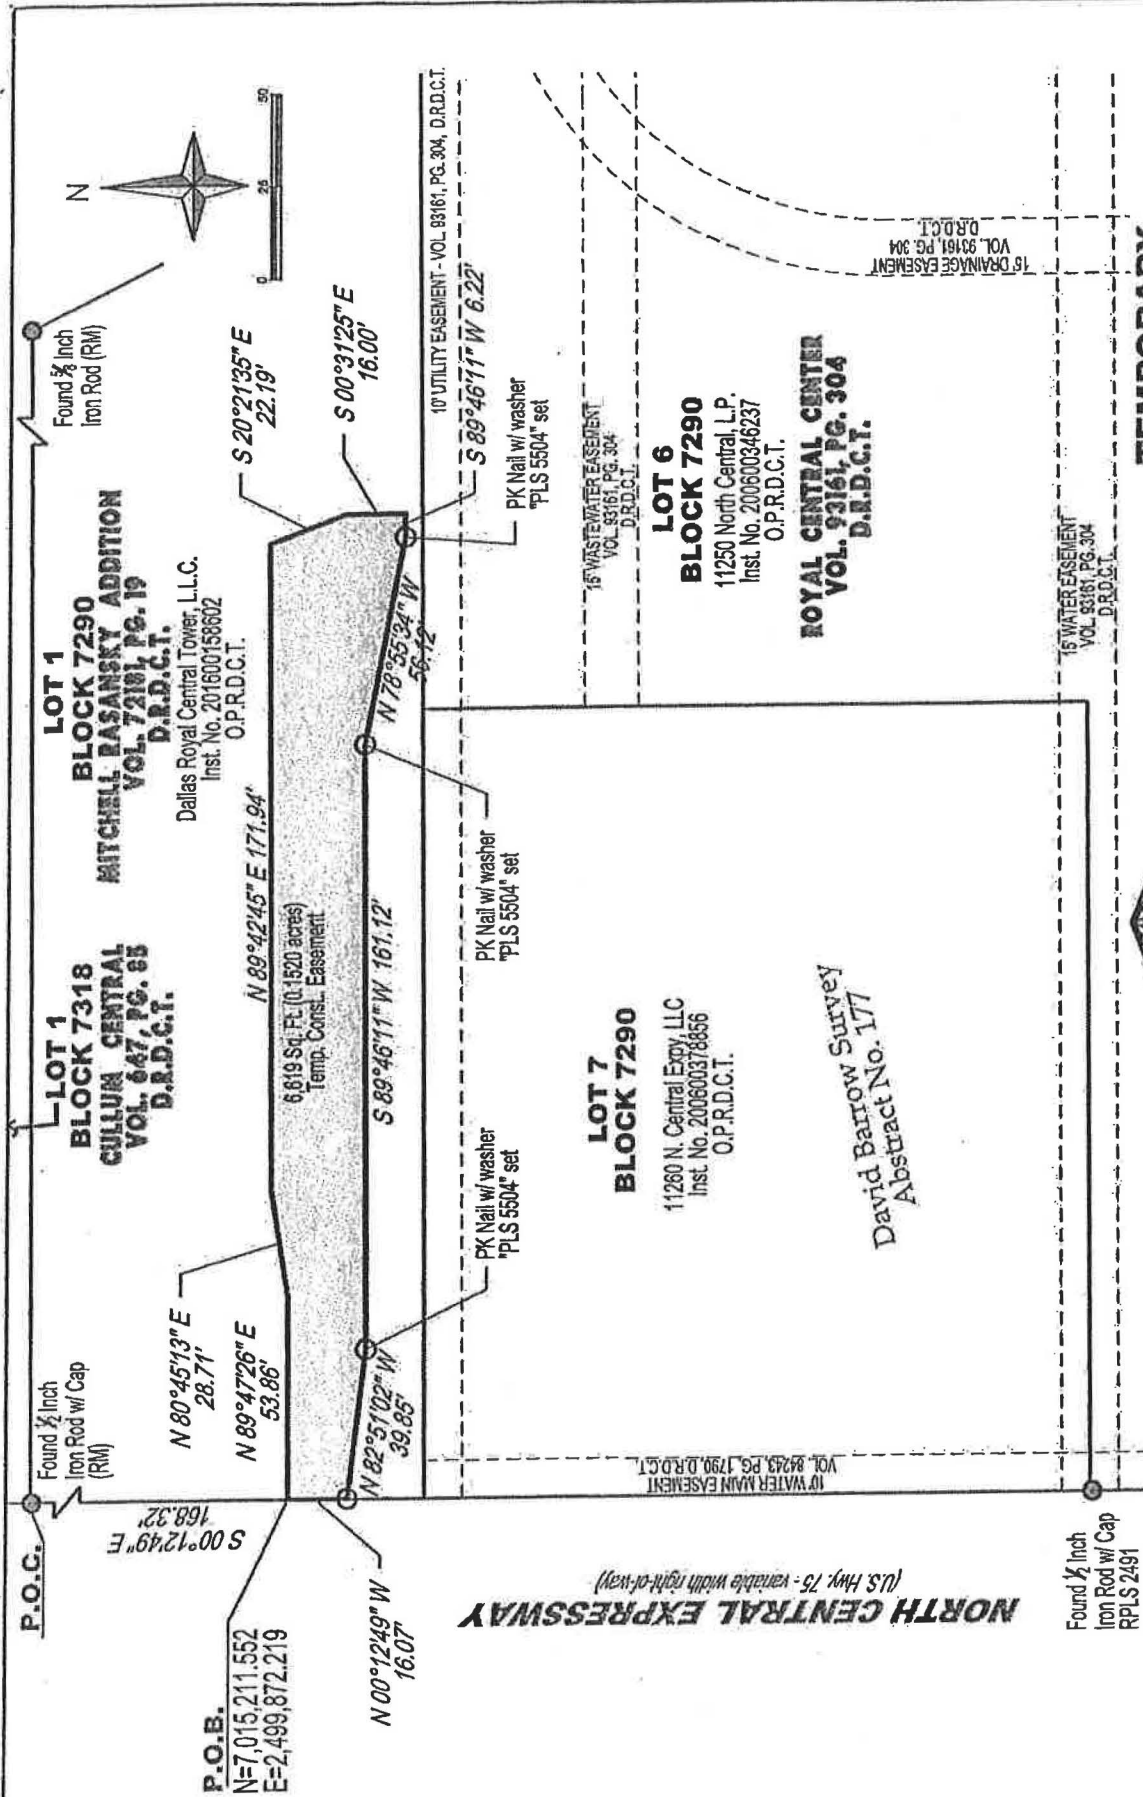 P.O.C.
Found ½ Inch
Iron Rod w/ Cap
(RM)
S 00°12'49" E
168.32'
LOT 1
BLOCK 7318
CULLUM CENTRAL
VOL. 647, PG. 85
D.R.D.C.T.
LOT 1
BLOCK 7290
MITCHELL RASANSKY ADDITION
VOL. 72181, PG. 19
D.R.D.C.T.
Dallas Royal Central Tower, L.L.C.
Inst. No. 201600158602
O.P.R.D.C.T.
Found ⅝ Inch
Iron Rod (RM)
N
0 25 50
P.O.B.
N=7,015,211.552
E=2,499,872.219
N 80°45'13" E
28.71'
N 89°47'26" E
53.86'
N 89°42'45" E 171.94'
S 20°21'35" E
22.19'
S 00°31'25" E
16.00'
6,619 Sq. Ft. (0.1520 acres)
Temp. Const. Easement
S 89°46'11" W 161.12'
N 78°55'34" W
56.12'
S 89°46'11" W 6.22'
N 82°51'02" W
39.85'
N 00°12'49" W
16.07'
10' UTILITY EASEMENT - VOL 93161, PG. 304, D.R.D.C.T.
PK Nail w/ washer
"PLS 5504" set
PK Nail w/ washer
"PLS 5504" set
PK Nail w/ washer
"PLS 5504" set
NORTH CENTRAL EXPRESSWAY
(U.S. Hwy. 75 - variable width right-of-way)
10' WATER MAIN EASEMENT
VOL. 84243, PG. 1790, D.R.D.C.T.
LOT 7
BLOCK 7290
11260 N. Central Expy, LLC
Inst. No. 200600378856
O.P.R.D.C.T.
David Barrow Survey
Abstract No. 177
15' WASTEWATER EASEMENT
VOL. 93161, PG. 304
D.R.D.C.T.
LOT 6
BLOCK 7290
11250 North Central, L.P.
Inst. No. 200600346237
O.P.R.D.C.T.
ROYAL CENTRAL CENTER
VOL. 93161, PG. 304
D.R.D.C.T.
15' DRAINAGE EASEMENT
VOL. 93161, PG. 304
D.R.D.C.T.
15' WATER EASEMENT
VOL. 93161, PG. 304
D.R.D.C.T.
Found ½ Inch
Iron Rod w/ Cap
RPLS 2491
TEMPORARY